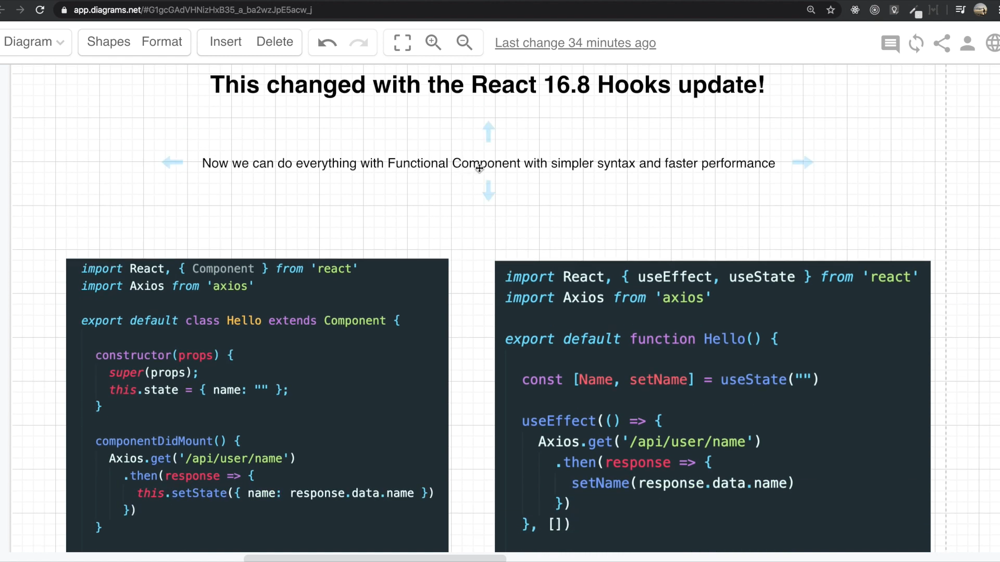 app.diagrams.net/#G1gcGAdVHNizHxB35_a_ba2wzJpE5acw_j
Diagram Shapes Format Insert Delete Last change 34 minutes ago
This changed with the React 16.8 Hooks update!
Now we can do everything with Functional Component with simpler syntax and faster performance
import React, { Component } from 'react'
import Axios from 'axios'
export default class Hello extends Component {
constructor(props) {
super(props);
this.state = { name: "" };
}
componentDidMount() {
Axios.get('/api/user/name')
.then(response => {
this.setState({ name: response.data.name })
})
}
import React, { useEffect, useState } from 'react'
import Axios from 'axios'
export default function Hello() {
const [Name, setName] = useState("")
useEffect(() => {
Axios.get('/api/user/name')
.then(response => {
setName(response.data.name)
})
}, [])